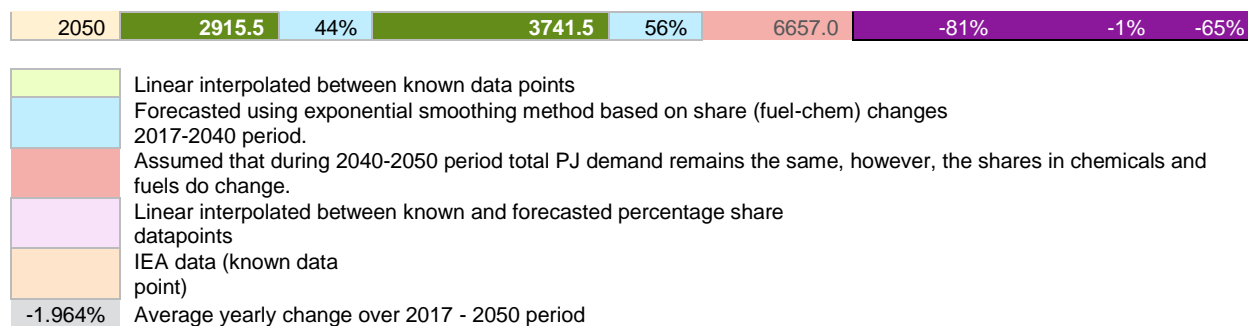 2050 2915.5 44% 3741.5 56% 6657.0 -81% -1% -65%
Linear interpolated between known data points
Forecasted using exponential smoothing method based on share (fuel-chem) changes
2017-2040 period.
Assumed that during 2040-2050 period total PJ demand remains the same, however, the shares in chemicals and
fuels do change.
Linear interpolated between known and forecasted percentage share
datapoints
IEA data (known data
point)
-1.964% Average yearly change over 2017 - 2050 period